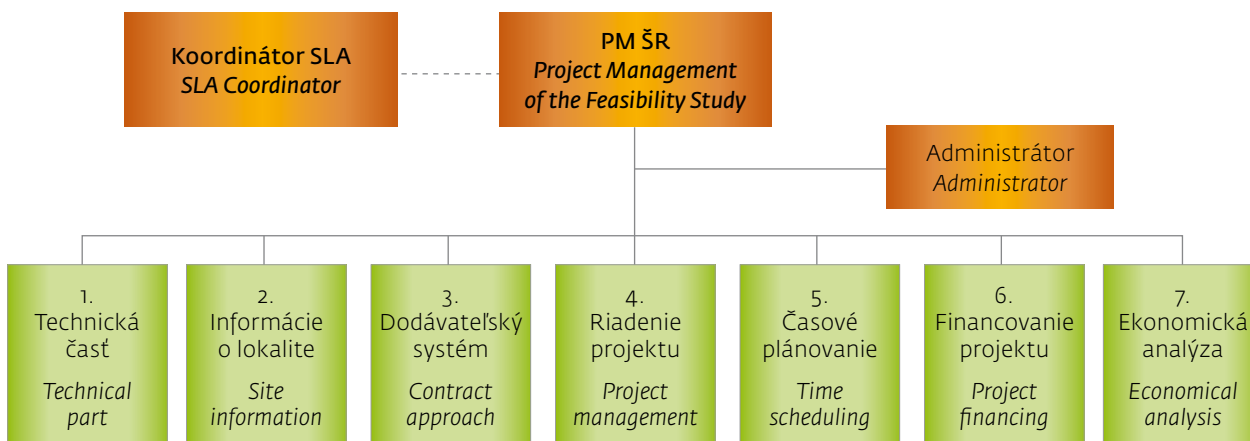 Koordinátor SLA
SLA Coordinator
PM ŠR
Project Management
of the Feasibility Study
Administrátor
Administrator
1.
Technická
časť
Technical
part
2.
Informácie
o lokalite
Site
information
3.
Dodávateľský
systém
Contract
approach
4.
Riadenie
projektu
Project
management
5.
Časové
plánovanie
Time
scheduling
6.
Financovanie
projektu
Project
financing
7.
Ekonomická
analýza
Economical
analysis